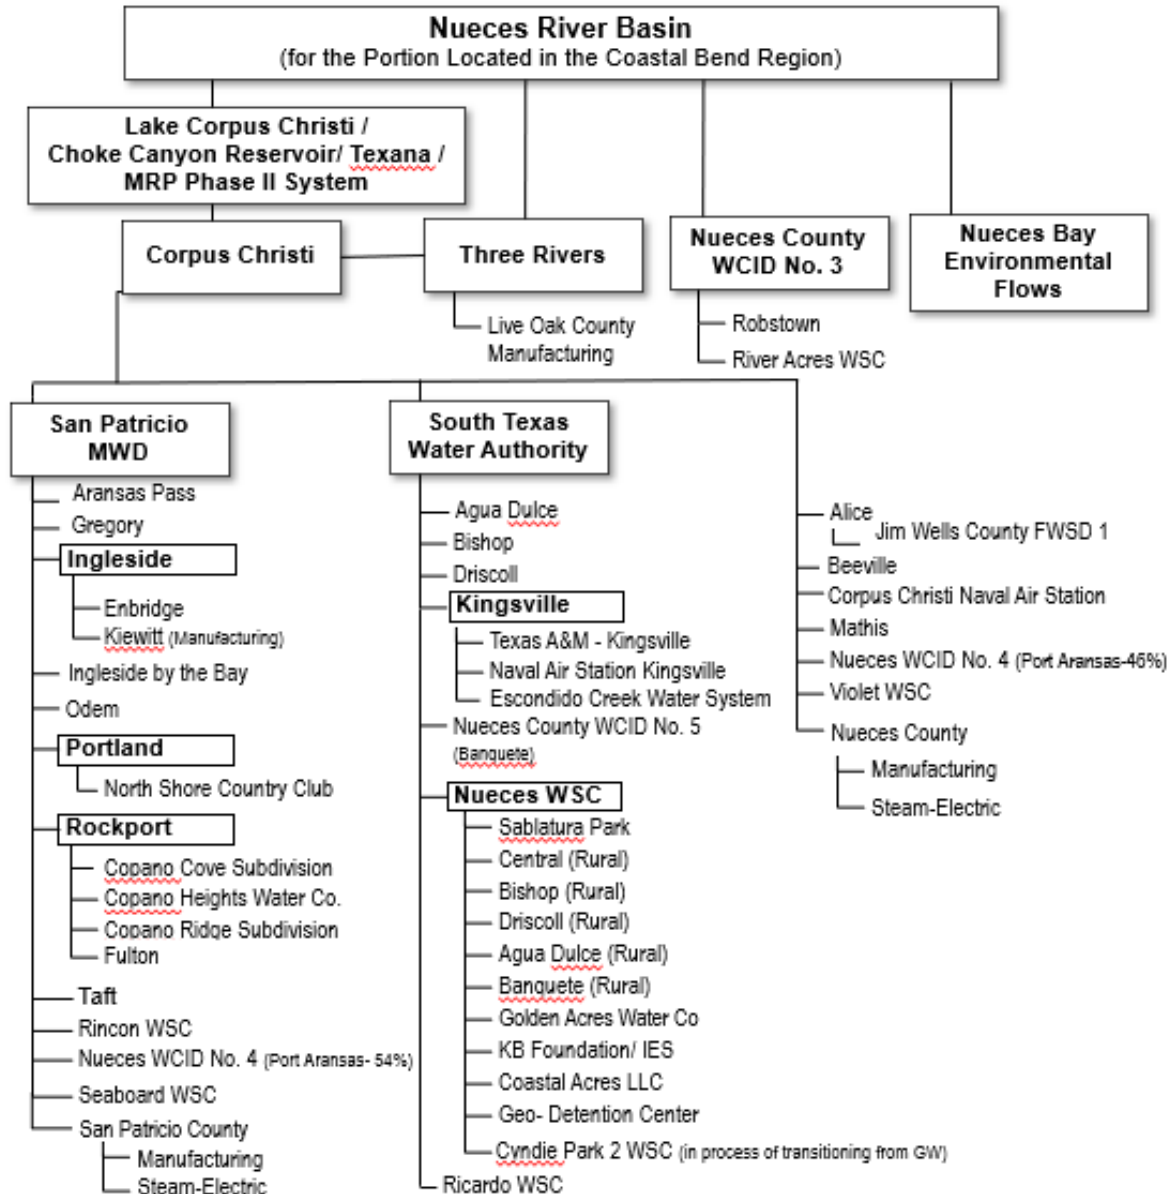 Nueces River Basin
(for the Portion Located in the Coastal Bend Region)
Lake Corpus Christi /
Choke Canyon Reservoir/ Texana /
MRP Phase II System
Corpus Christi
Three Rivers
Nueces County
WCID No. 3
Nueces Bay
Environmental
Flows
Live Oak County
Manufacturing
Robstown
River Acres WSC
San Patricio
MWD
Aransas Pass
Gregory
Ingleside
Enbridge
Kiewitt (Manufacturing)
Ingleside by the Bay
Odem
Portland
North Shore Country Club
Rockport
Copano Cove Subdivision
Copano Heights Water Co.
Copano Ridge Subdivision
Fulton
Taft
Rincon WSC
Nueces WCID No. 4 (Port Aransas- 54%)
Seaboard WSC
San Patricio County
Manufacturing
Steam-Electric
South Texas
Water Authority
Agua Dulce
Bishop
Driscoll
Kingsville
Texas A&M - Kingsville
Naval Air Station Kingsville
Escondido Creek Water System
Nueces County WCID No. 5
(Banquete)
Nueces WSC
Sablatura Park
Central (Rural)
Bishop (Rural)
Driscoll (Rural)
Agua Dulce (Rural)
Banquete (Rural)
Golden Acres Water Co
KB Foundation/ IES
Coastal Acres LLC
Geo- Detention Center
Cyndie Park 2 WSC (in process of transitioning from GW)
Ricardo WSC
Alice
Jim Wells County FWSD 1
Beeville
Corpus Christi Naval Air Station
Mathis
Nueces WCID No. 4 (Port Aransas-46%)
Violet WSC
Nueces County
Manufacturing
Steam-Electric